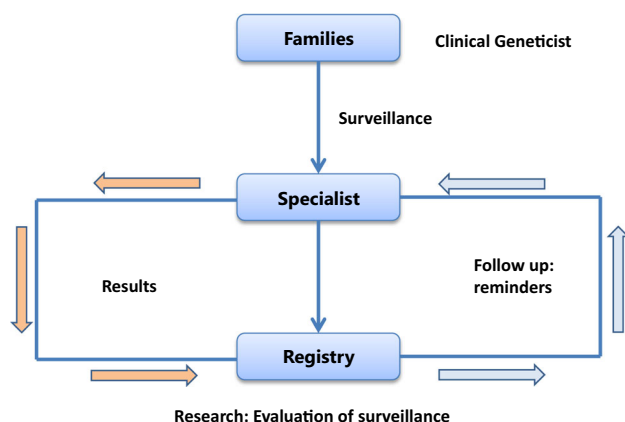 Families
Clinical Geneticist
Surveillance
Specialist
Results
Follow up:
reminders
Registry
Research: Evaluation of surveillance